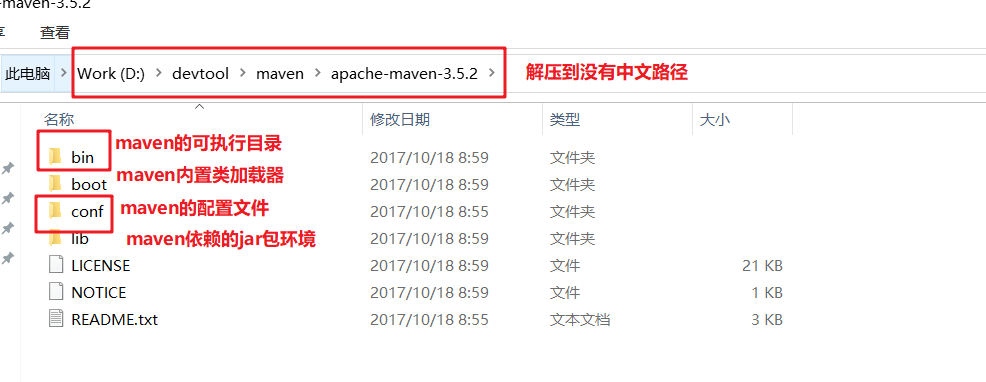 -maven-3.5.2
查看
此电脑 > Work (D:) > devtool > maven > apache-maven-3.5.2 >
解压到没有中文路径
名称 修改日期 类型 大小
bin 2017/10/18 8:59 文件夹
maven的可执行目录
boot 2017/10/18 8:59 文件夹
maven内置类加载器
conf 2017/10/18 8:55 文件夹
maven的配置文件
lib 2017/10/18 8:59 文件夹
maven依赖的jar包环境
LICENSE 2017/10/18 8:59 文件 21 KB
NOTICE 2017/10/18 8:59 文件 1 KB
README.txt 2017/10/18 8:55 文本文档 3 KB